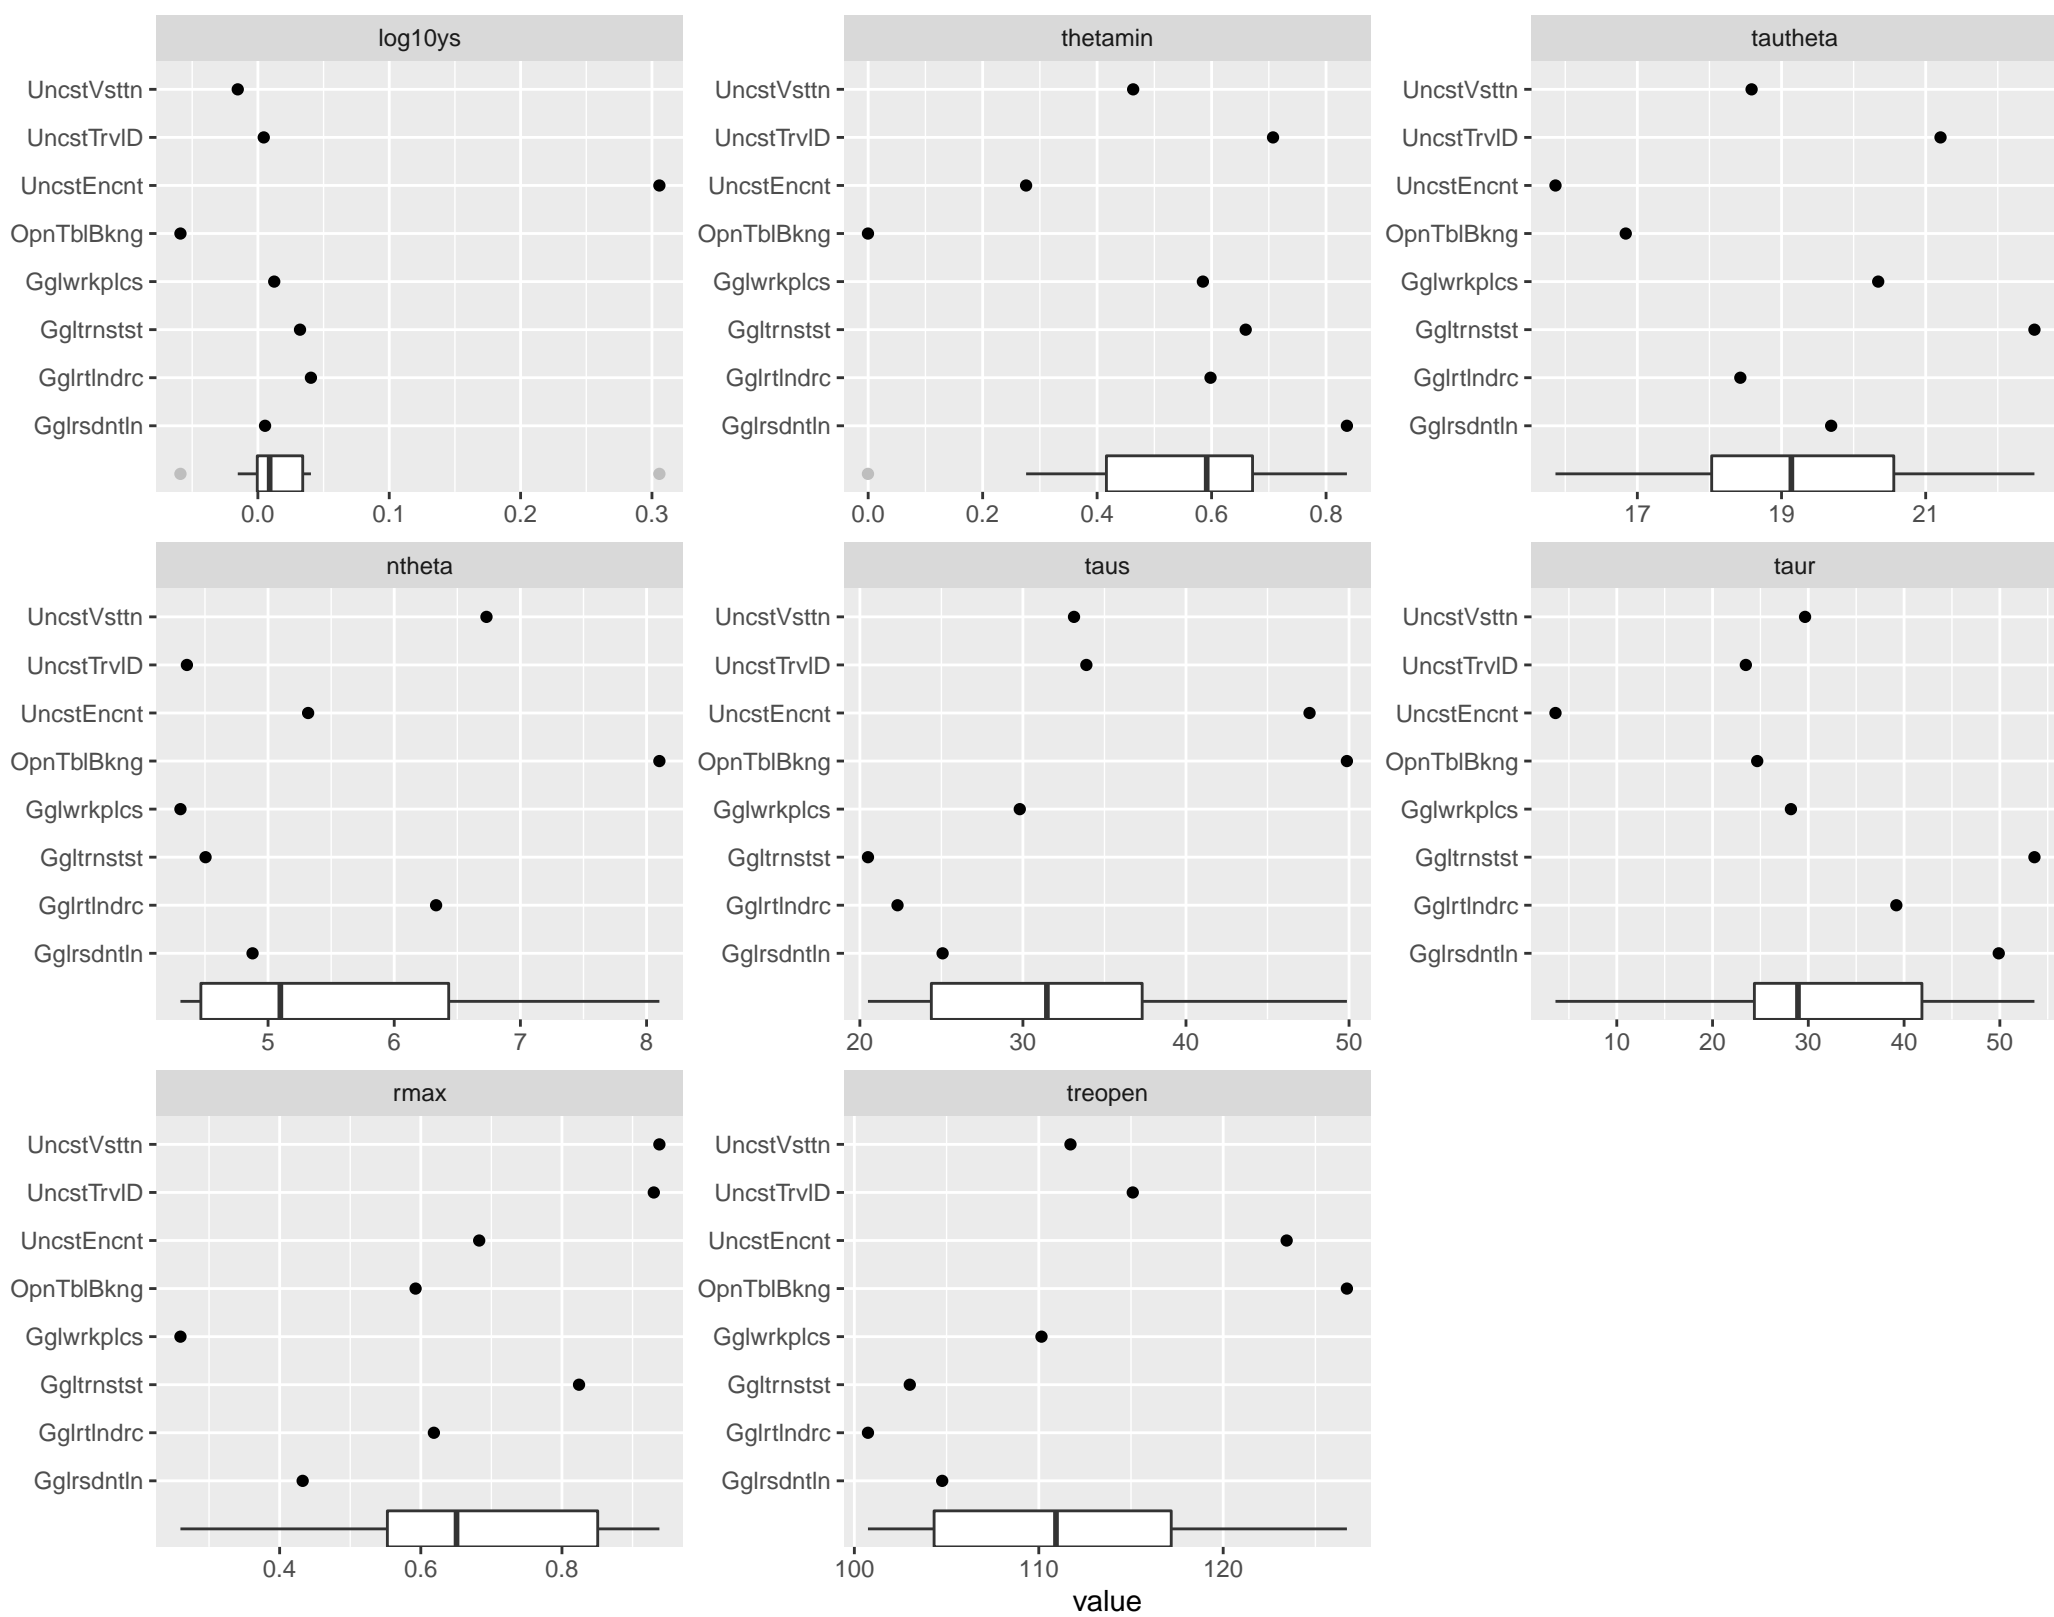 log10ys thetamin tautheta
UncstVsttn UncstVsttn UncstVsttn
UncstTrvlD UncstTrvlD UncstTrvlD
UncstEncnt UncstEncnt UncstEncnt
OpnTblBkng OpnTblBkng OpnTblBkng
Gglwrkplcs Gglwrkplcs Gglwrkplcs
Ggltrnstst Ggltrnstst Ggltrnstst
Gglrtlndrc Gglrtlndrc Gglrtlndrc
Gglrsdntln Gglrsdntln Gglrsdntln
0.0 0.1 0.2 0.3 0.0 0.2 0.4 0.6 0.8 17 19 21
ntheta taus taur
UncstVsttn UncstVsttn UncstVsttn
UncstTrvlD UncstTrvlD UncstTrvlD
UncstEncnt UncstEncnt UncstEncnt
OpnTblBkng OpnTblBkng OpnTblBkng
Gglwrkplcs Gglwrkplcs Gglwrkplcs
Ggltrnstst Ggltrnstst Ggltrnstst
Gglrtlndrc Gglrtlndrc Gglrtlndrc
Gglrsdntln Gglrsdntln Gglrsdntln
5 6 7 8 20 30 40 50 10 20 30 40 50
rmax treopen
UncstVsttn UncstVsttn
UncstTrvlD UncstTrvlD
UncstEncnt UncstEncnt
OpnTblBkng OpnTblBkng
Gglwrkplcs Gglwrkplcs
Ggltrnstst Ggltrnstst
Gglrtlndrc Gglrtlndrc
Gglrsdntln Gglrsdntln
0.4 0.6 0.8 100 110 120
value